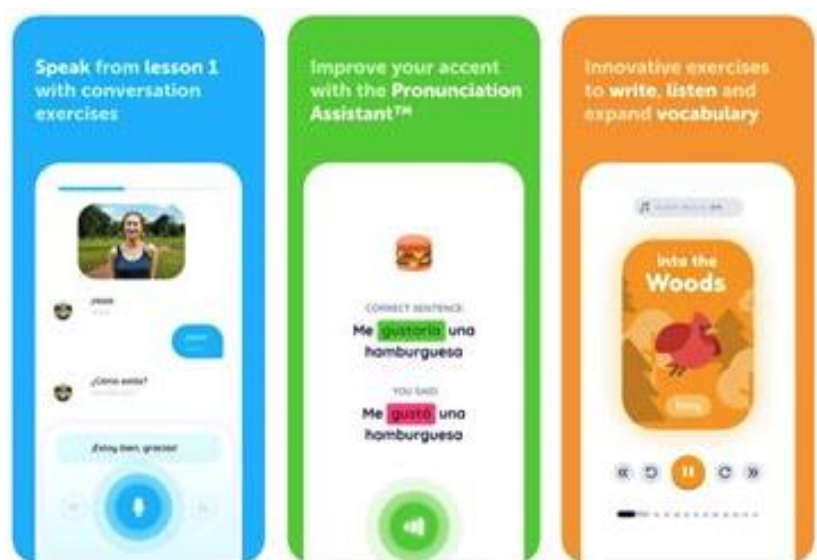 Speak from lesson 1
with conversation
exercises
¿Cómo estás?
¡Estoy bien, gracias!
Improve your accent
with the Pronunciation
Assistant™
CORRECT SENTENCE
Me gustaría una
hamburguesa
YOU SAID
Me gustó una
hamburguesa
Innovative exercises
to write, listen and
expand vocabulary
into the
Woods